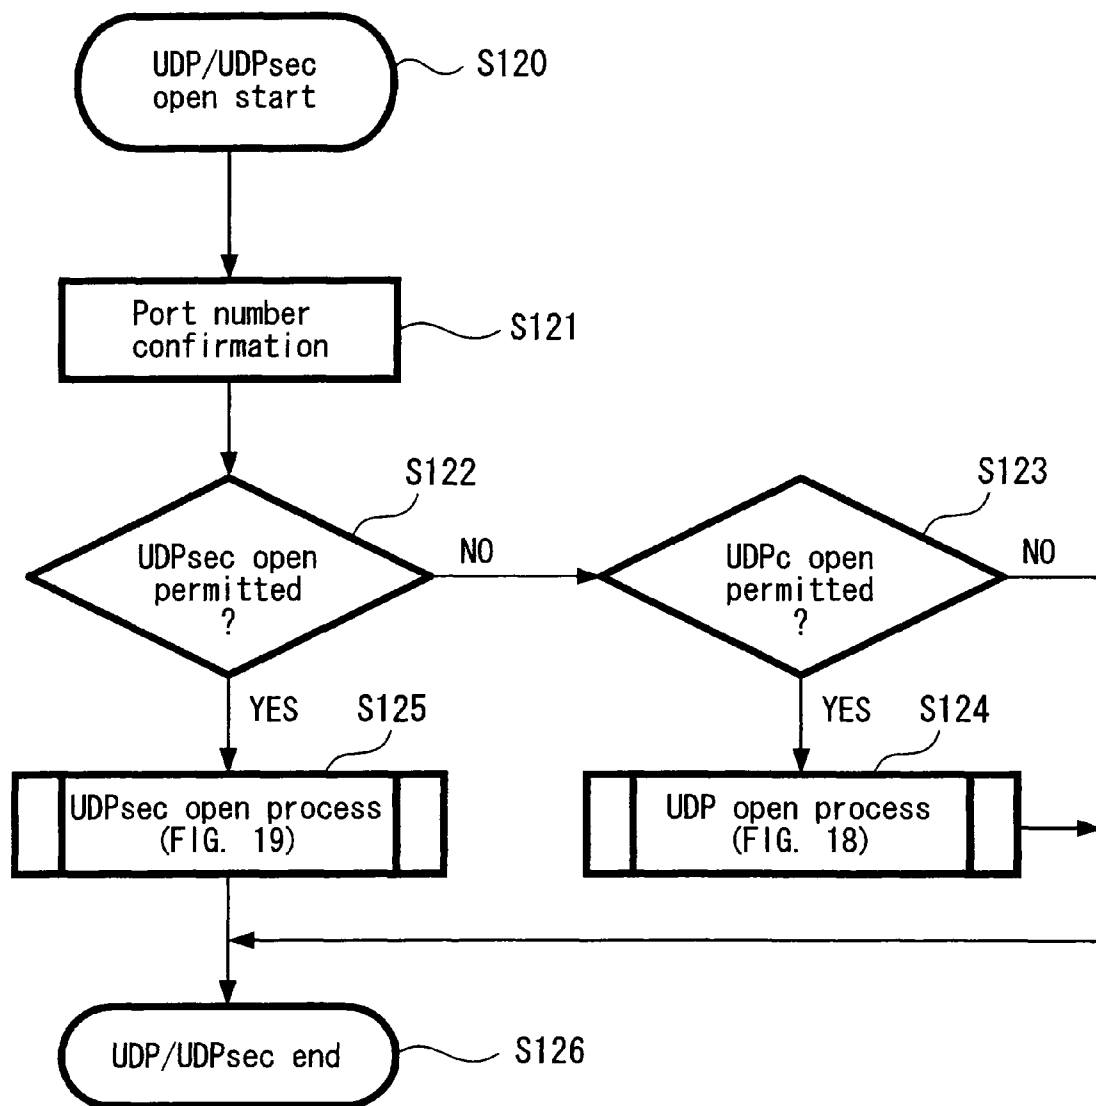 UDP/UDPsec
open start
S120
Port number
confirmation
S121
S122
UDPsec open
permitted
?
NO
S123
UDPc open
permitted
?
NO
YES
S125
UDPsec open process
(FIG. 19)
YES
S124
UDP open process
(FIG. 18)
UDP/UDPsec end
S126